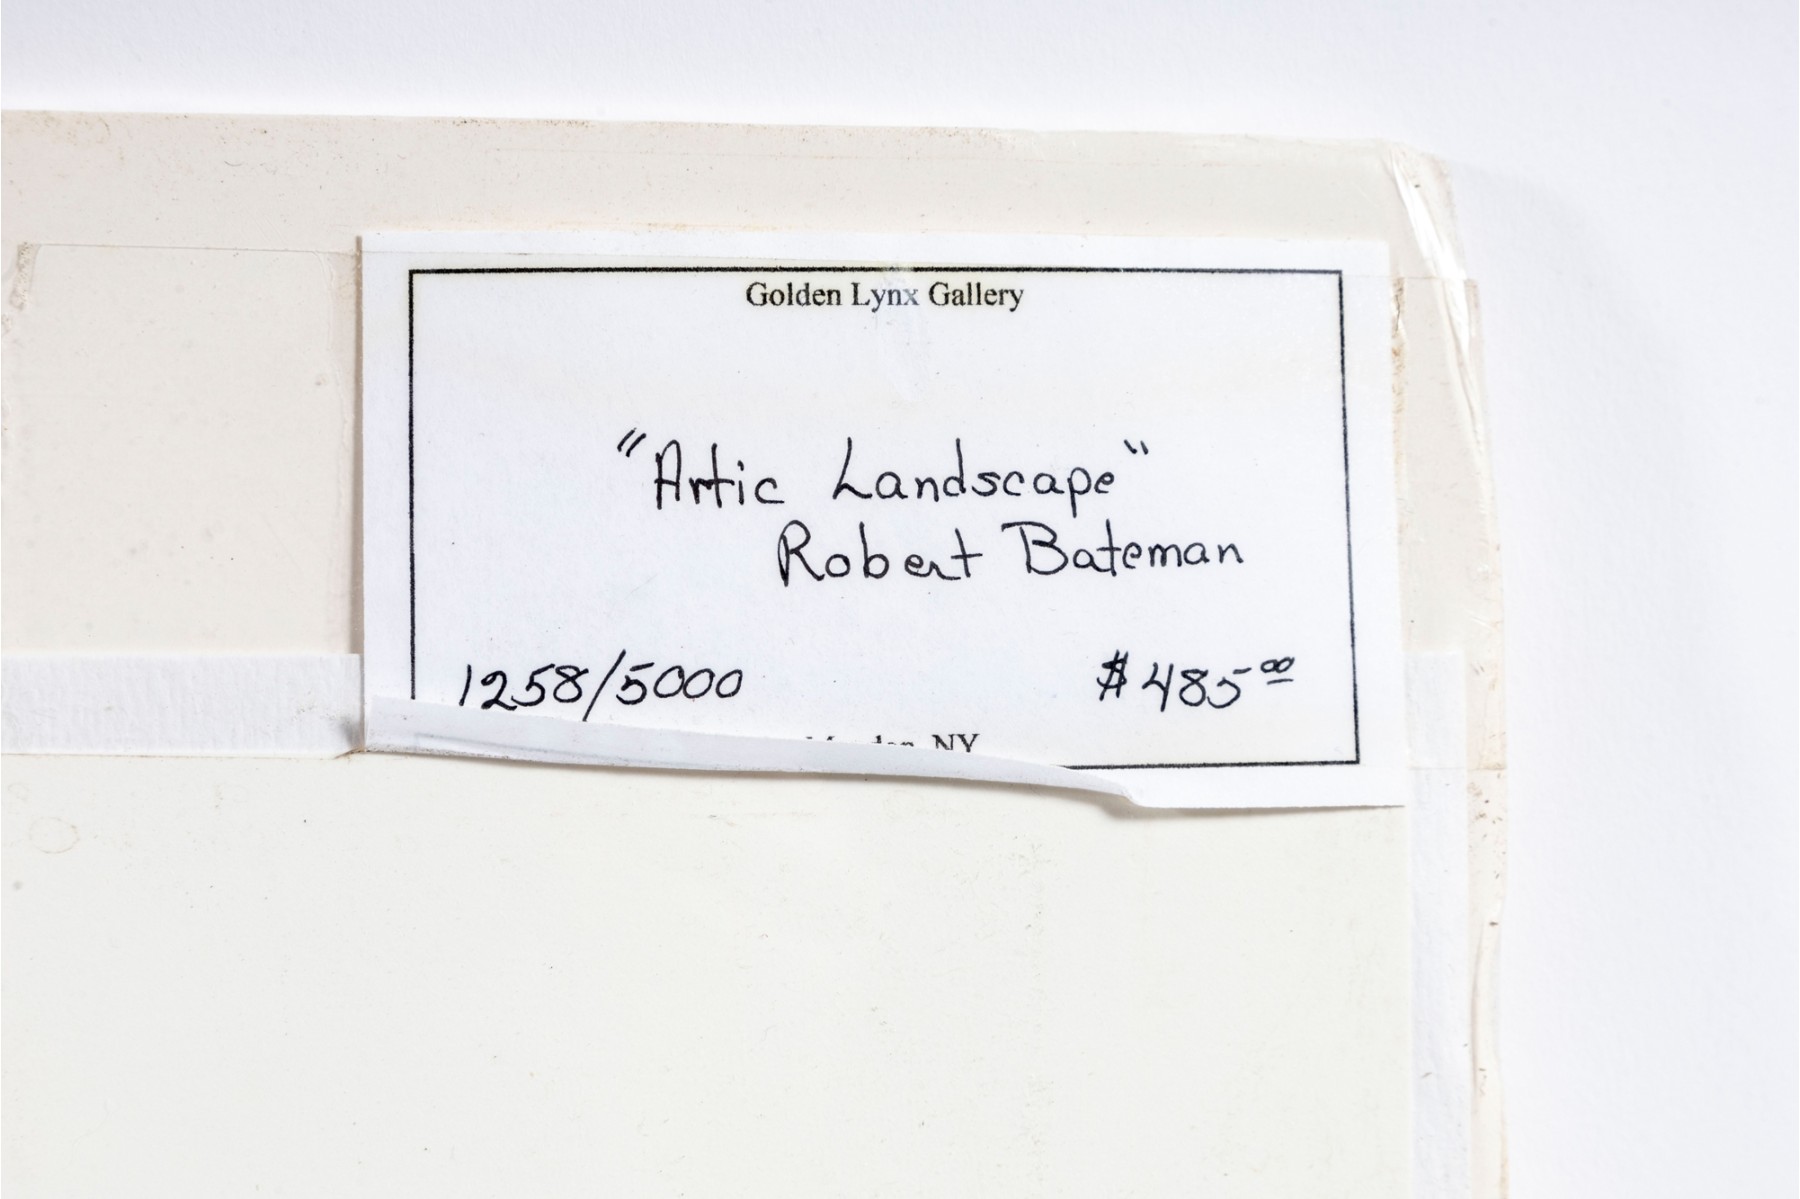 Golden Lynx Gallery
"Artic Landscape"
Robert Bateman
1258/5000
$485.00
NY